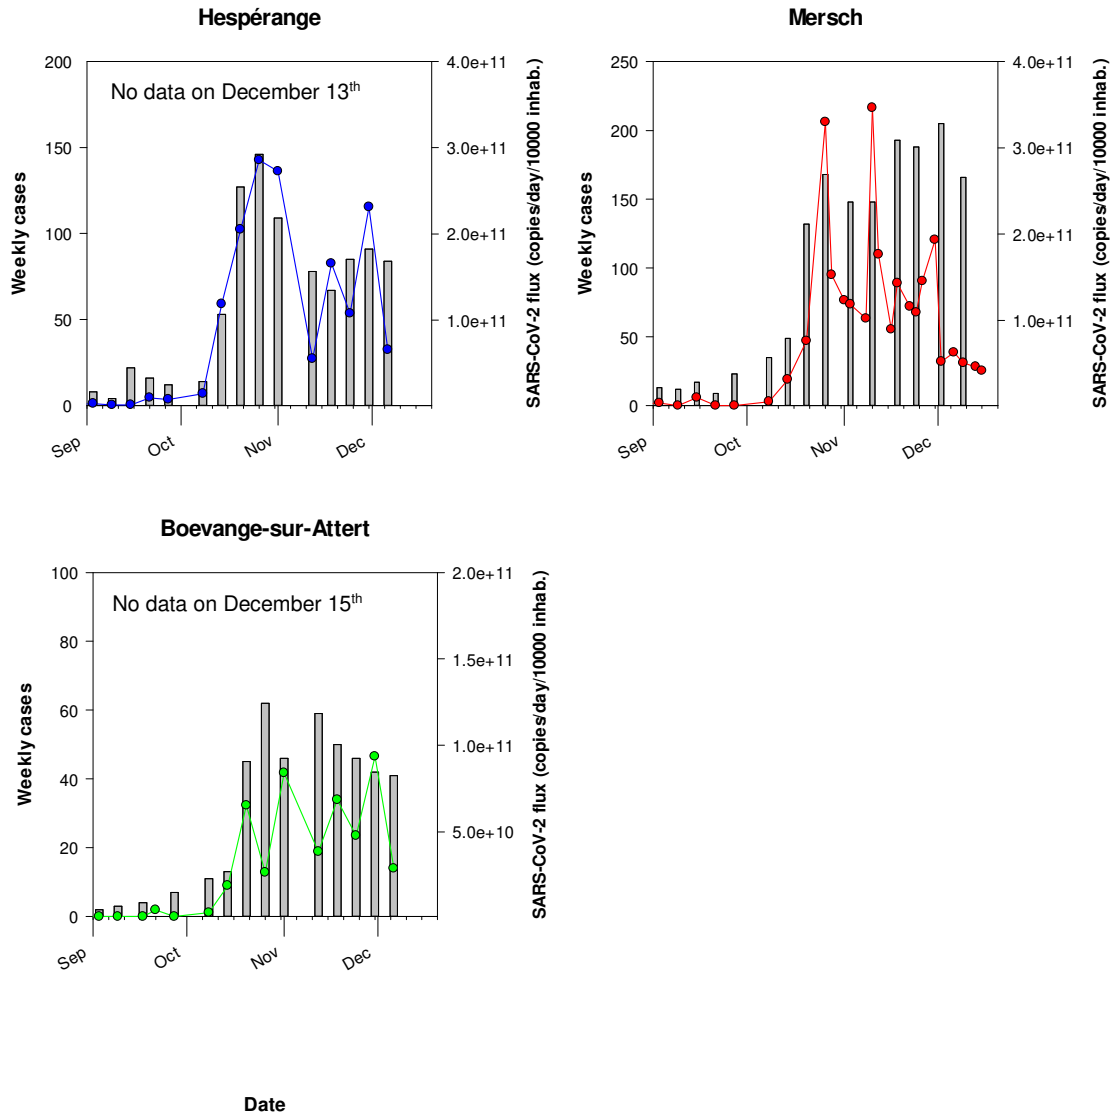 Hespérange
200
150
100
50
0
Weekly cases
4.0e+11
3.0e+11
2.0e+11
1.0e+11
SARS-CoV-2 flux (copies/day/10000 inhab.)
No data on December 13th
Sep
Oct
Nov
Dec
Mersch
250
200
150
100
50
0
Weekly cases
4.0e+11
3.0e+11
2.0e+11
1.0e+11
SARS-CoV-2 flux (copies/day/10000 inhab.)
Sep
Oct
Nov
Dec
Boevange-sur-Attert
100
80
60
40
20
0
Weekly cases
2.0e+11
1.5e+11
1.0e+11
5.0e+10
SARS-CoV-2 flux (copies/day/10000 inhab.)
No data on December 15th
Sep
Oct
Nov
Dec
Date